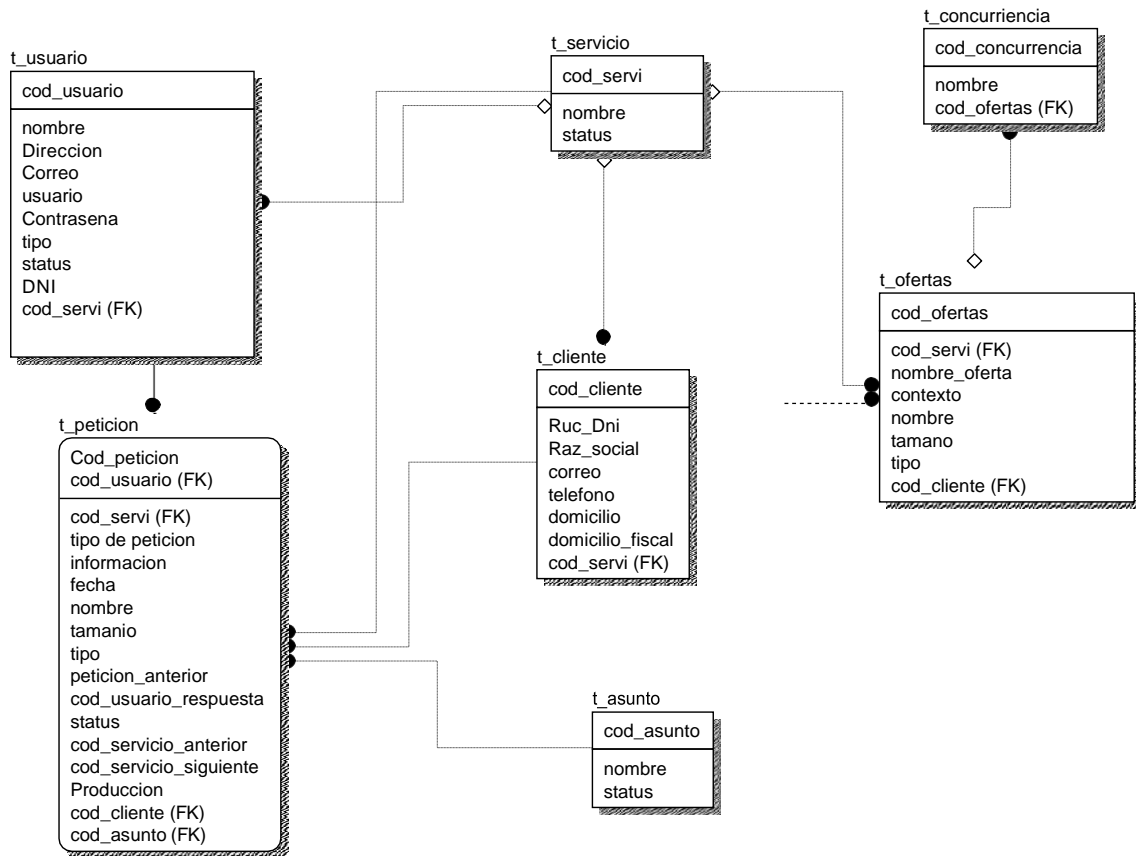 t_usuario
cod_usuario
nombre
Direccion
Correo
usuario
Contrasena
tipo
status
DNI
cod_servi (FK)
t_servicio
cod_servi
nombre
status
t_concurriencia
cod_concurrencia
nombre
cod_ofertas (FK)
t_ofertas
cod_ofertas
cod_servi (FK)
nombre_oferta
contexto
nombre
tamano
tipo
cod_cliente (FK)
t_cliente
cod_cliente
Ruc_Dni
Raz_social
correo
telefono
domicilio
domicilio_fiscal
cod_servi (FK)
t_peticion
Cod_peticion
cod_usuario (FK)
cod_servi (FK)
tipo de peticion
informacion
fecha
nombre
tamanio
tipo
peticion_anterior
cod_usuario_respuesta
status
cod_servicio_anterior
cod_servicio_siguiente
Produccion
cod_cliente (FK)
cod_asunto (FK)
t_asunto
cod_asunto
nombre
status